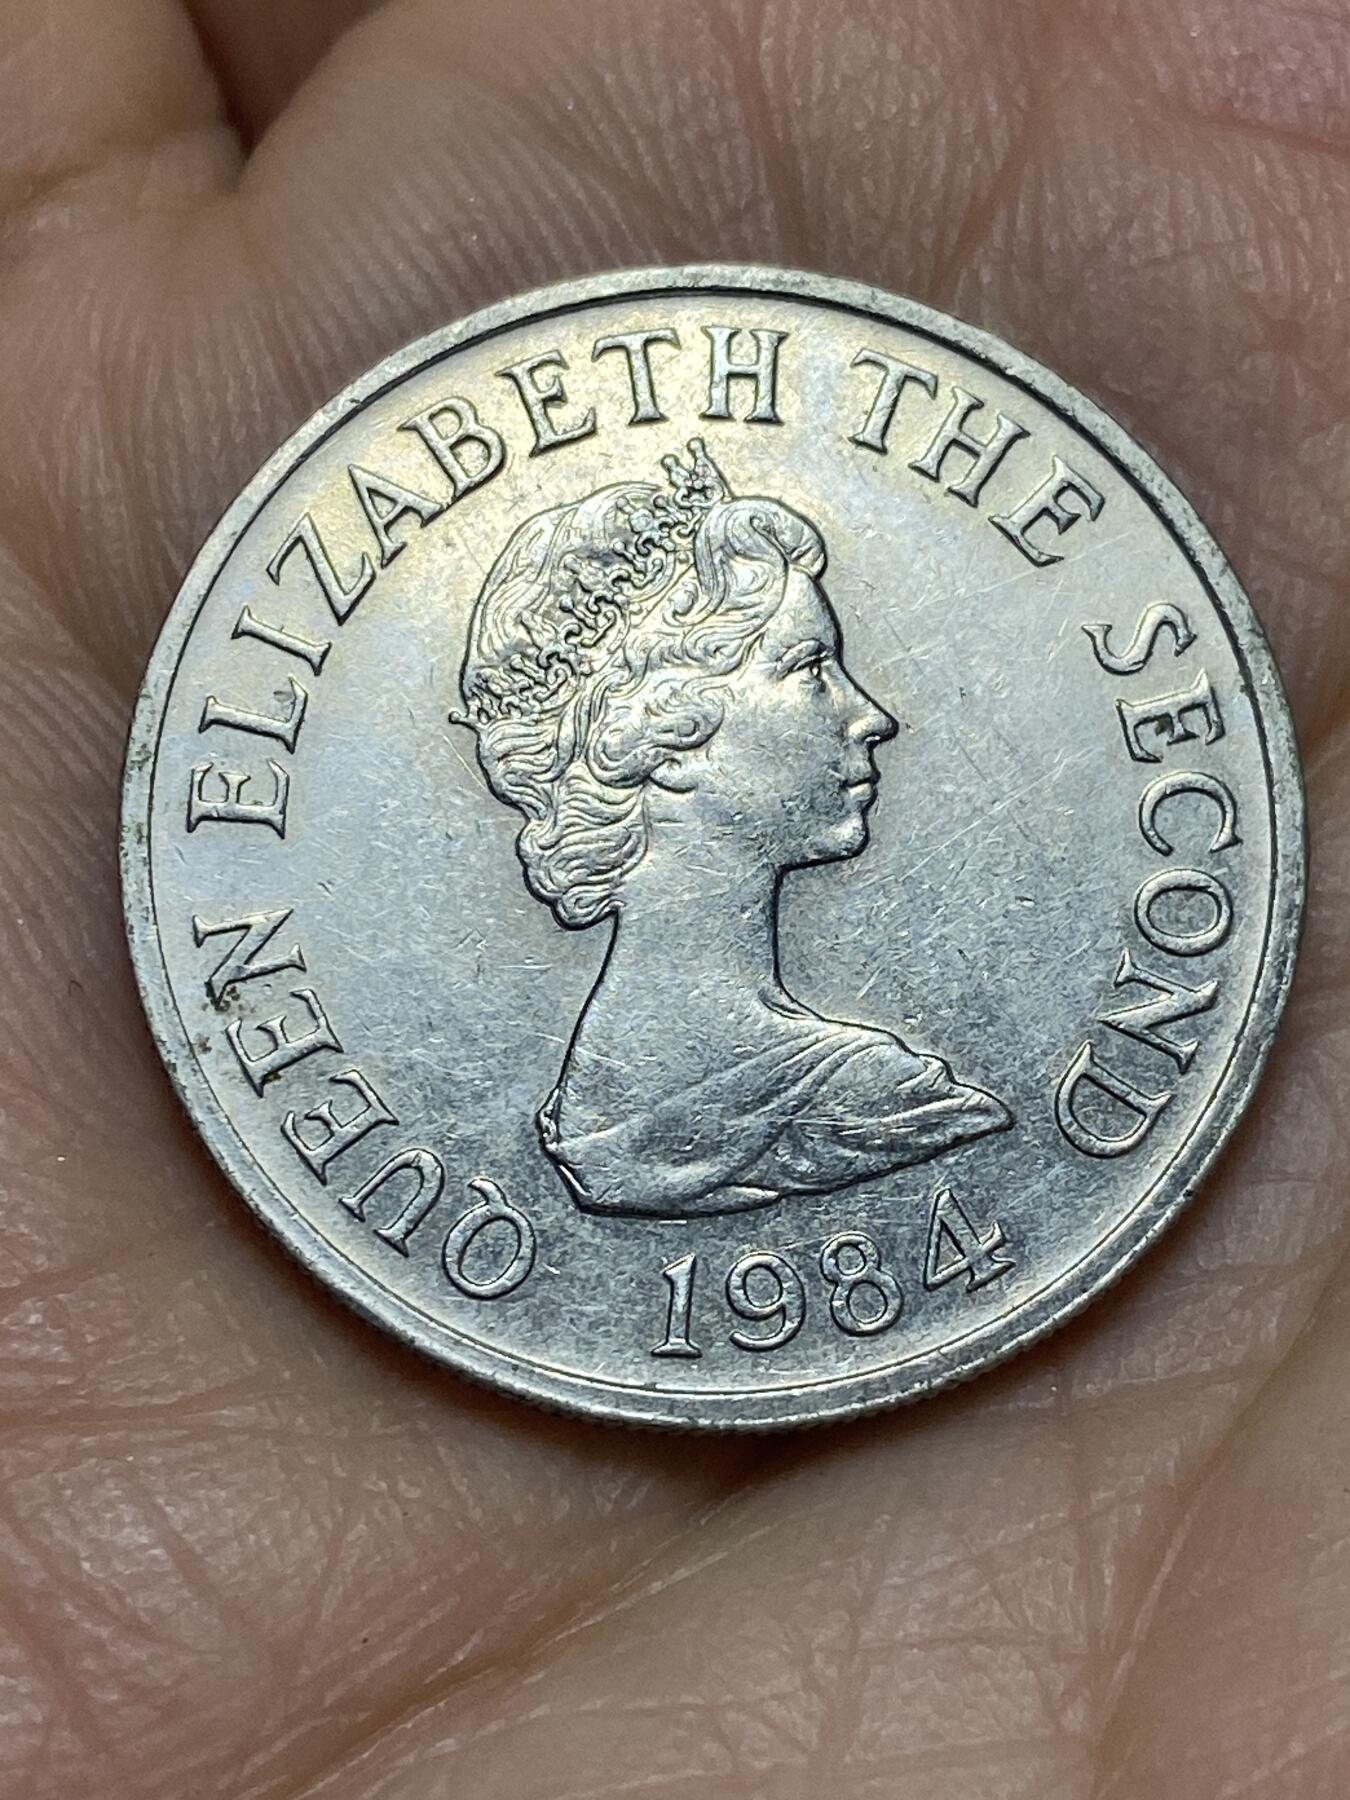 QUEEN ELIZABETH THE SECOND
1984